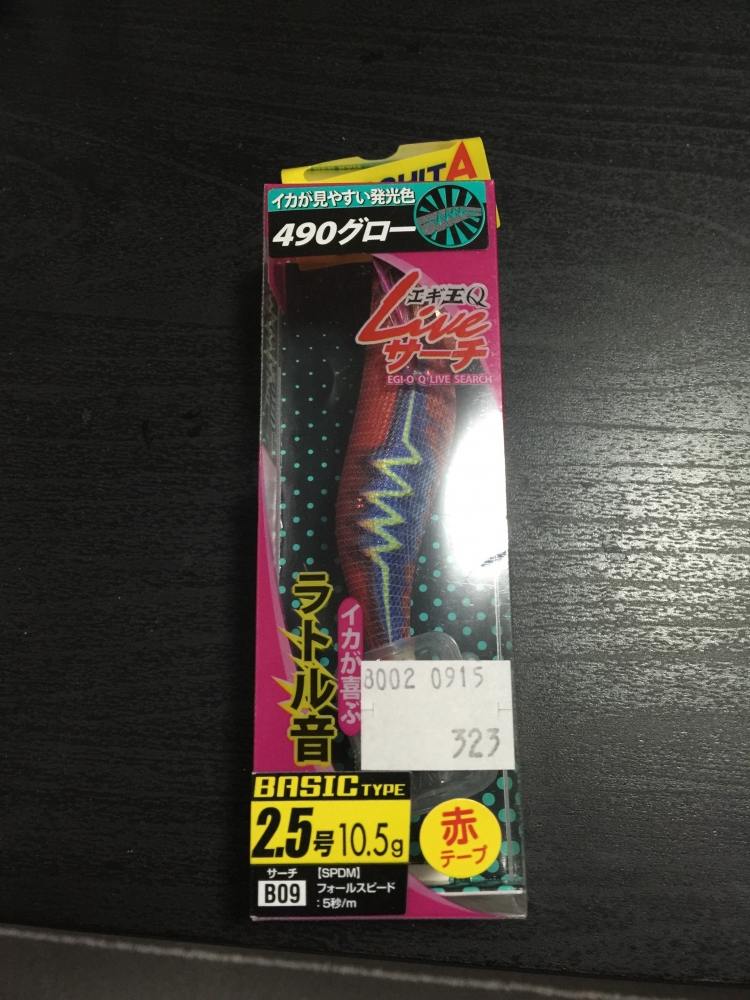 イカが見やすい発光色
490グロー
エギ王Q
Live
サーチ
EGI-O Q LIVE SEARCH
ラトル音
イカが喜ぶ
8002 0915
323
BASIC TYPE
2.5号 10.5g
赤
テープ
サーチ
B09
【SPDM】
フォールスピード
:5秒/m